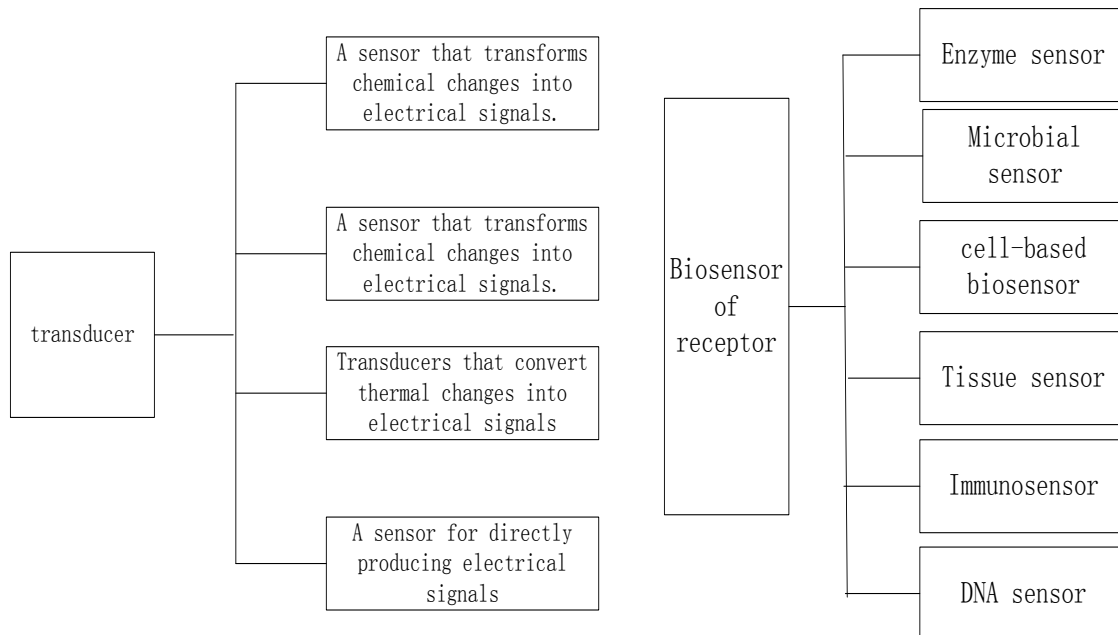 transducer
A sensor that transforms
chemical changes into
electrical signals.
A sensor that transforms
chemical changes into
electrical signals.
Transducers that convert
thermal changes into
electrical signals
A sensor for directly
producing electrical
signals
Biosensor
of
receptor
Enzyme sensor
Microbial
sensor
cell-based
biosensor
Tissue sensor
Immunosensor
DNA sensor